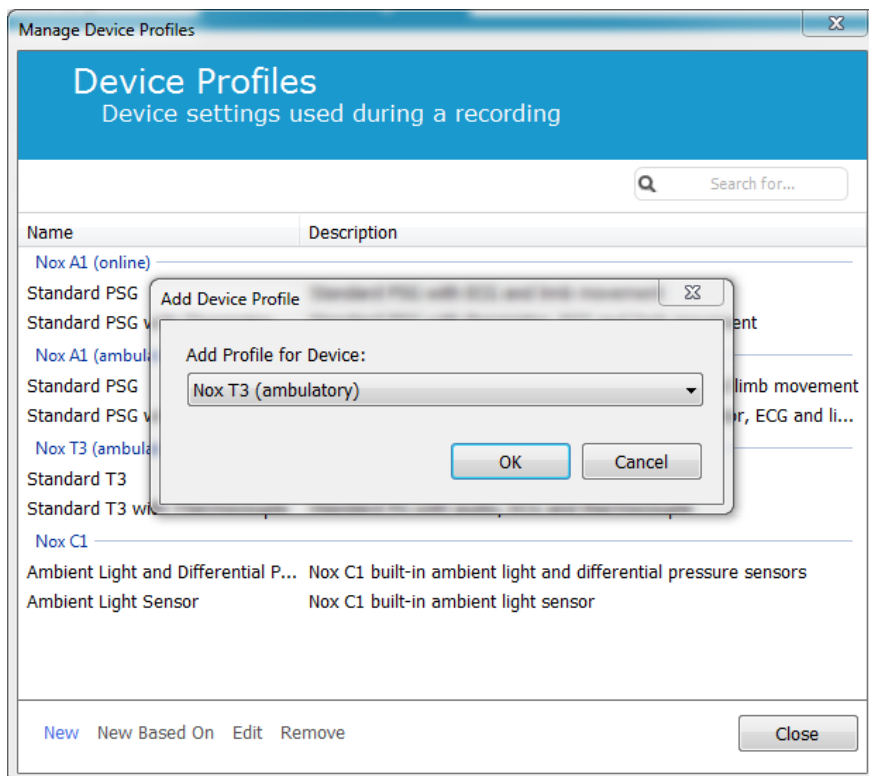 Manage Device Profiles
Device Profiles
Device settings used during a recording
Search for...
Name Description
Nox A1 (online)
Standard PSG
Standard PSG w
ent
Nox A1 (ambula
Standard PSG
limb movement
Standard PSG w
or, ECG and li...
Nox T3 (ambula
Standard T3
Standard T3 wi
Nox C1
Ambient Light and Differential P... Nox C1 built-in ambient light and differential pressure sensors
Ambient Light Sensor Nox C1 built-in ambient light sensor
Add Device Profile
Add Profile for Device:
Nox T3 (ambulatory)
OK Cancel
New New Based On Edit Remove Close